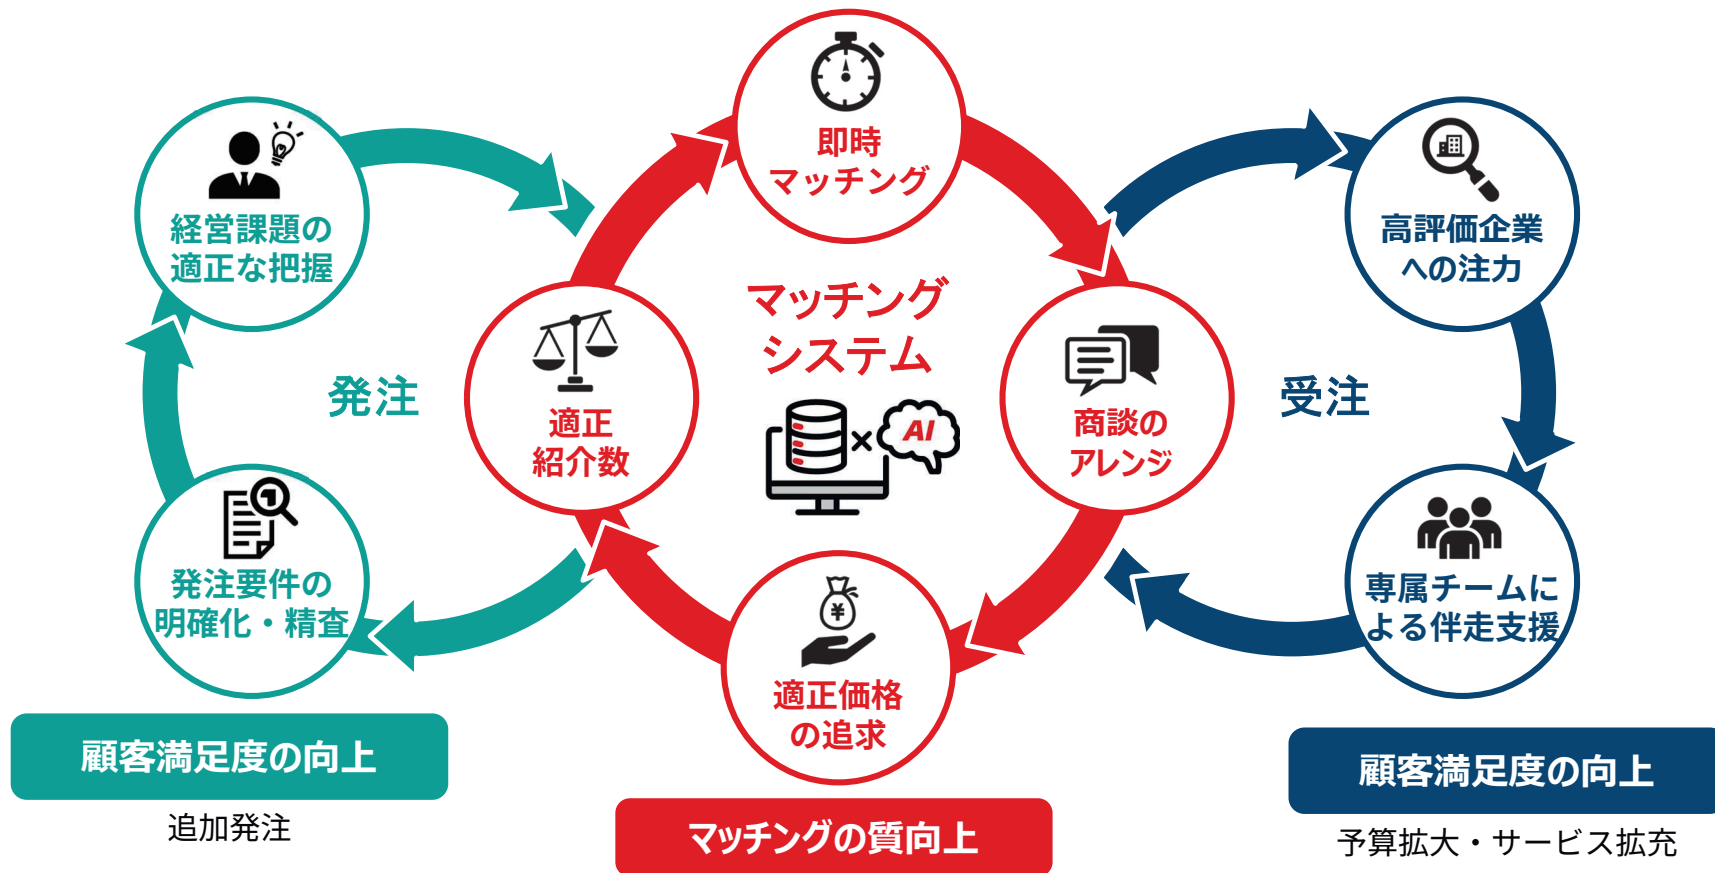 即時
マッチング
経営課題の
適正な把握
高評価企業
への注力
マッチング
システム
発注
適正
紹介数
AI
商談の
アレンジ
受注
発注要件の
明確化・精査
¥
適正価格
の追求
専属チームに
よる伴走支援
顧客満足度の向上
追加発注
マッチングの質向上
顧客満足度の向上
予算拡大・サービス拡充